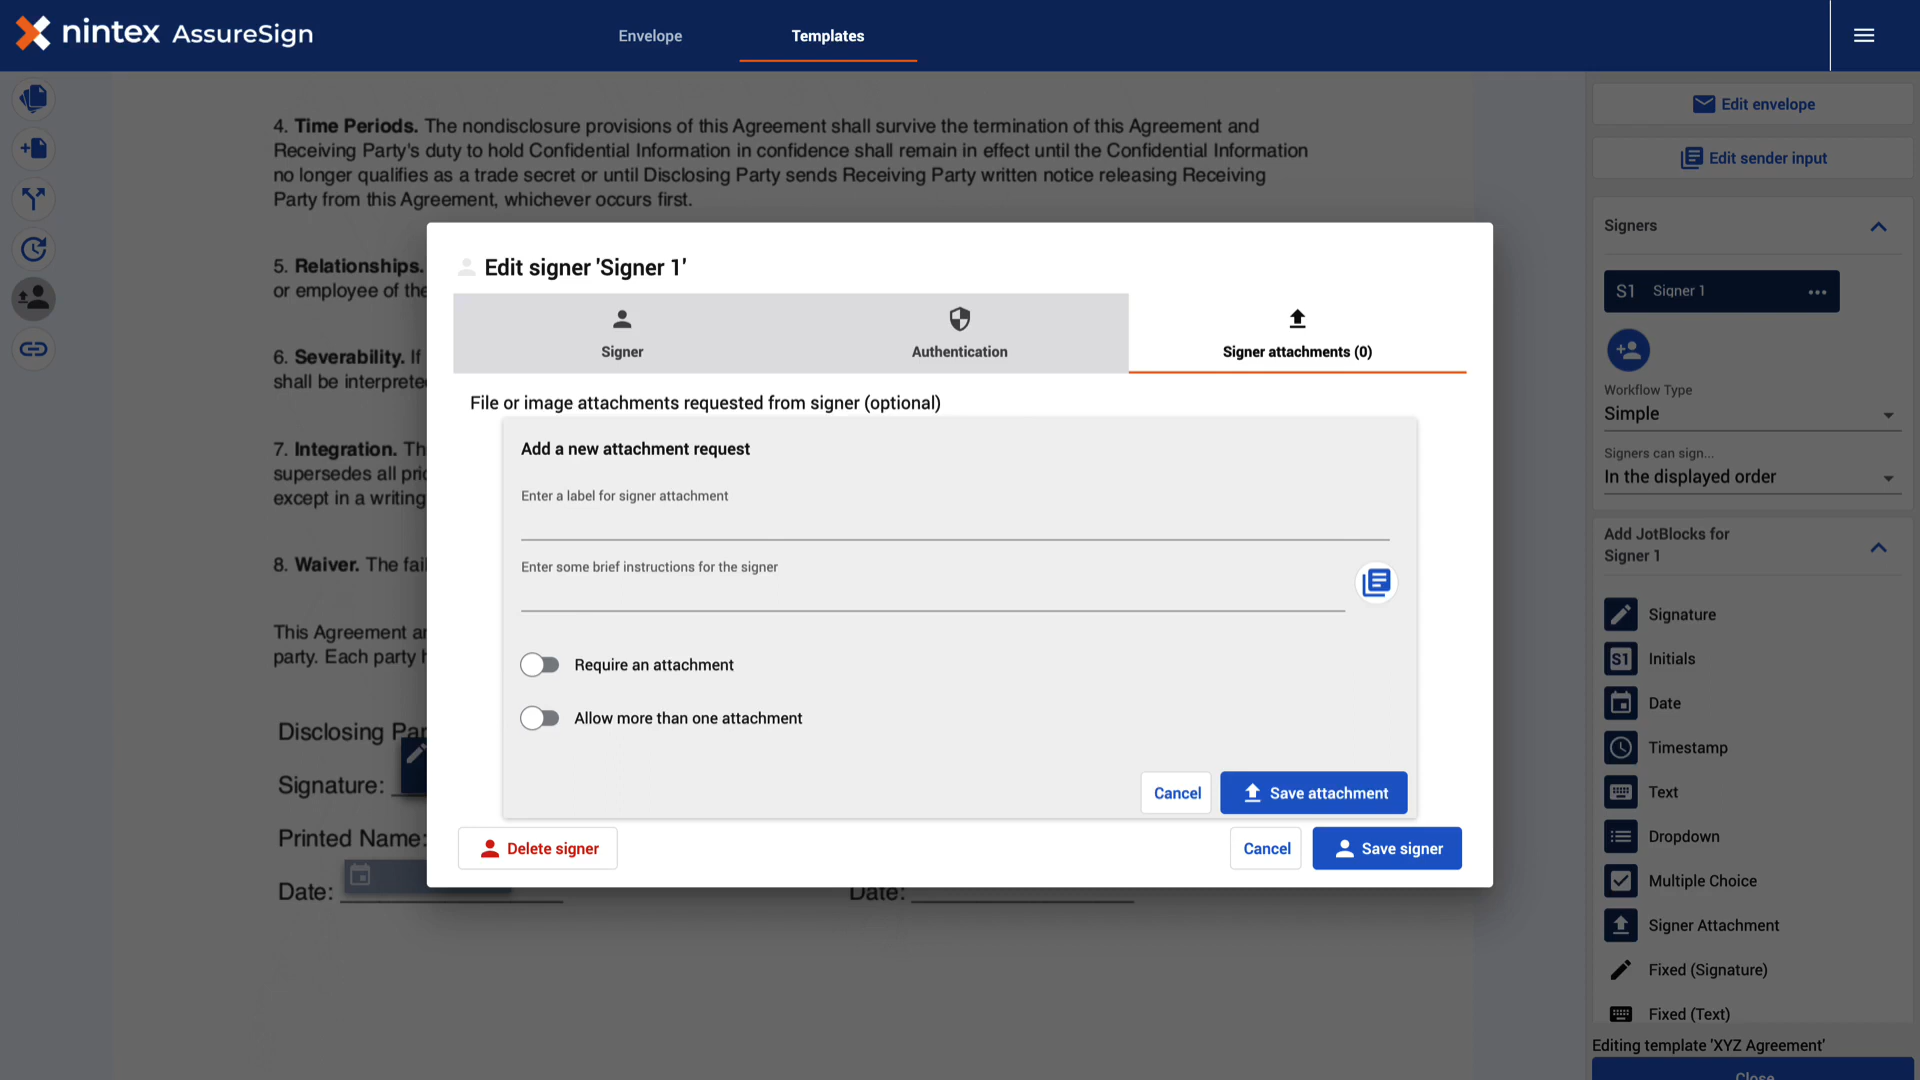 nintex AssureSign
Envelope
Templates
4. Time Periods. The nondisclosure provisions of this Agreement shall survive the termination of this Agreement and
Receiving Party's duty to hold Confidential Information in confidence shall remain in effect until the Confidential Information
no longer qualifies as a trade secret or until Disclosing Party sends Receiving Party written notice releasing Receiving
Party from this Agreement, whichever occurs first.
5. Relationships.
or employee of the
6. Severability. If
shall be interprete
7. Integration. Th
supersedes all pri
except in a writing
8. Waiver. The fail
This Agreement a
party. Each party
Disclosing Par
Signature:
Printed Name:
Date:
Date:
Edit signer 'Signer 1'
Signer
Authentication
Signer attachments (0)
File or image attachments requested from signer (optional)
Add a new attachment request
Enter a label for signer attachment
Enter some brief instructions for the signer
Require an attachment
Allow more than one attachment
Cancel
Save attachment
Delete signer
Cancel
Save signer
Edit envelope
Edit sender input
Signers
S1 Signer 1
Workflow Type
Simple
Signers can sign...
In the displayed order
Add JotBlocks for
Signer 1
Signature
S1 Initials
Date
Timestamp
Text
Dropdown
Multiple Choice
Signer Attachment
Fixed (Signature)
Fixed (Text)
Editing template 'XYZ Agreement'
Close